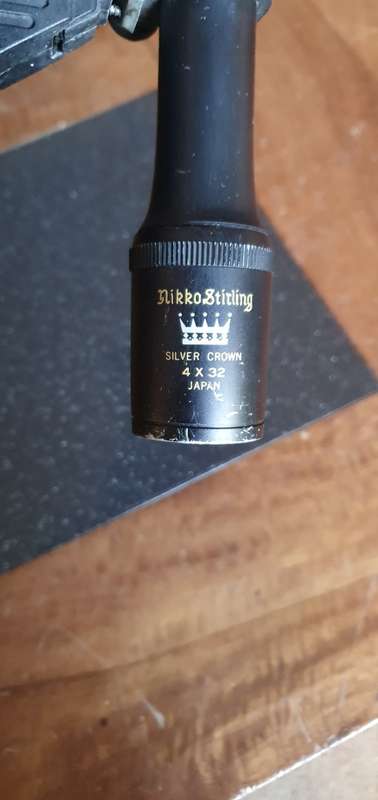 Nikko Stirling
SILVER CROWN
4 X 32
JAPAN